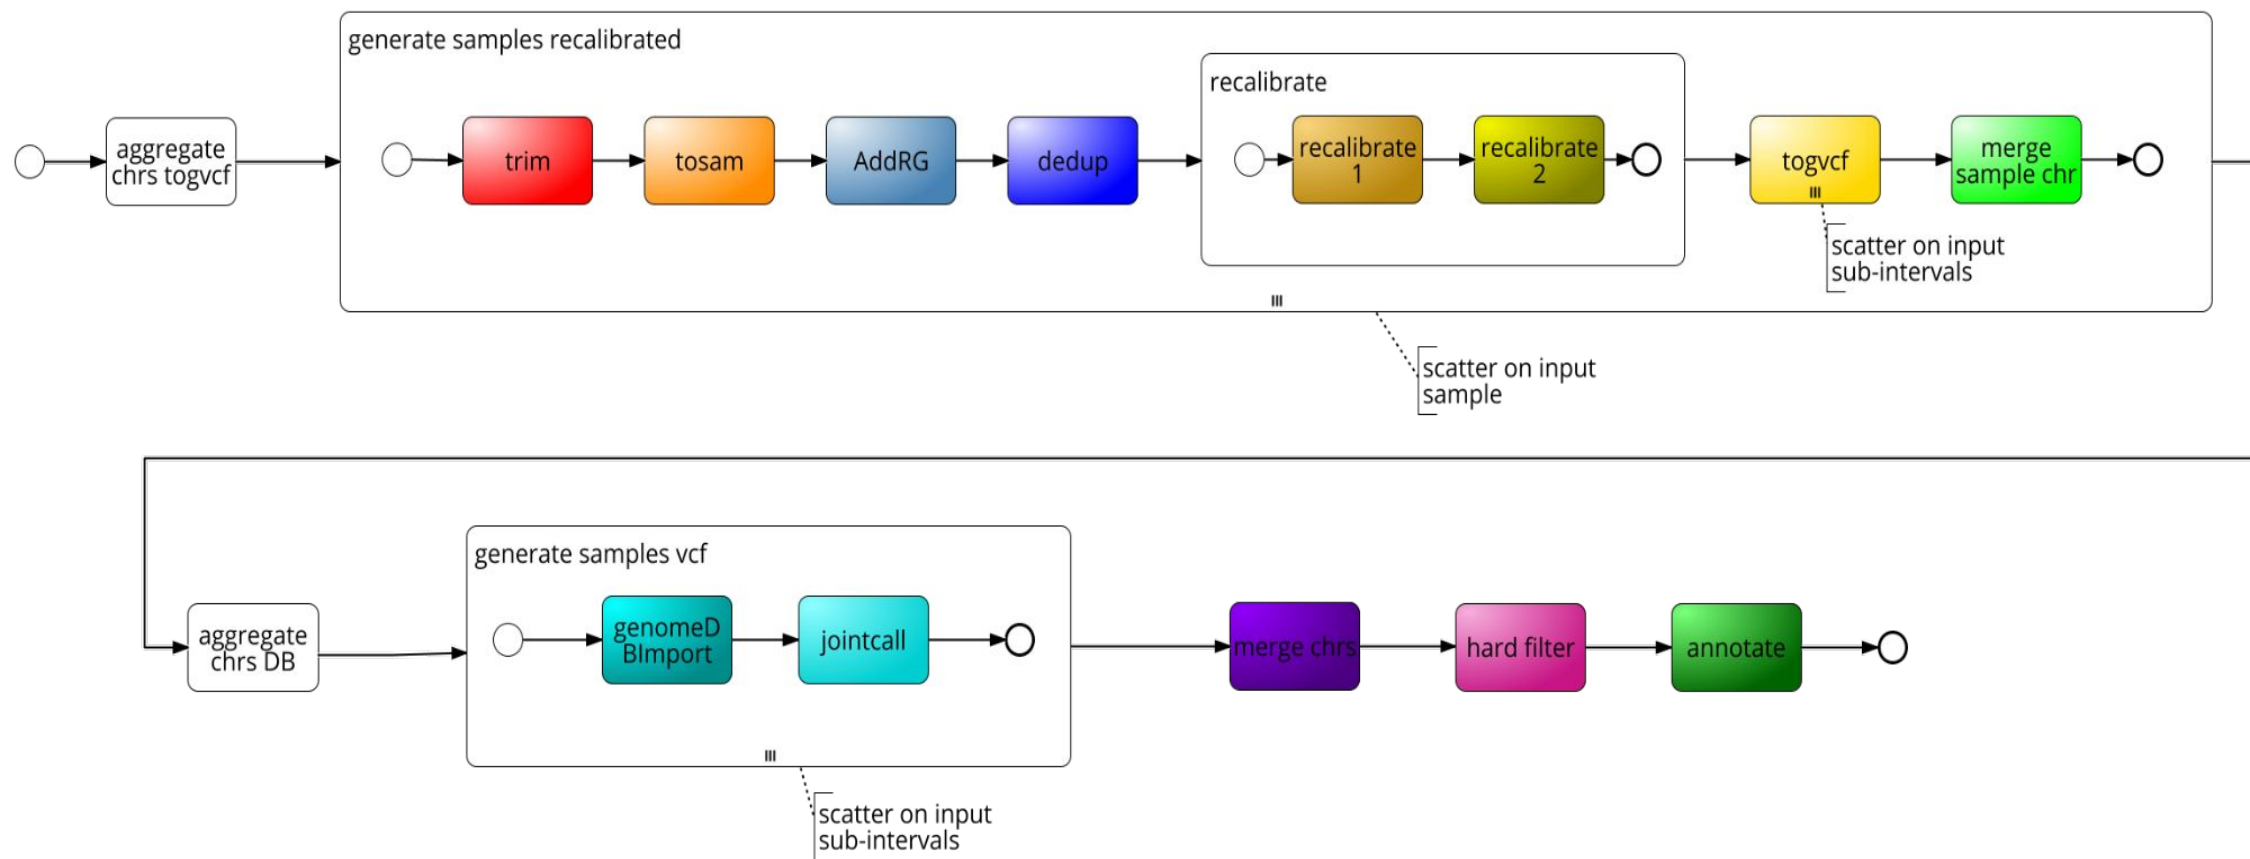 generate samples recalibrated
recalibrate
aggregate
chrs togvcf
trim
tosam
AddRG
dedup
recalibrate
1
recalibrate
2
togvcf
merge
sample chr
scatter on input
sub-intervals
scatter on input
sample
generate samples vcf
aggregate
chrs DB
genomeD
BImport
jointcall
merge chrs
hard filter
annotate
scatter on input
sub-intervals